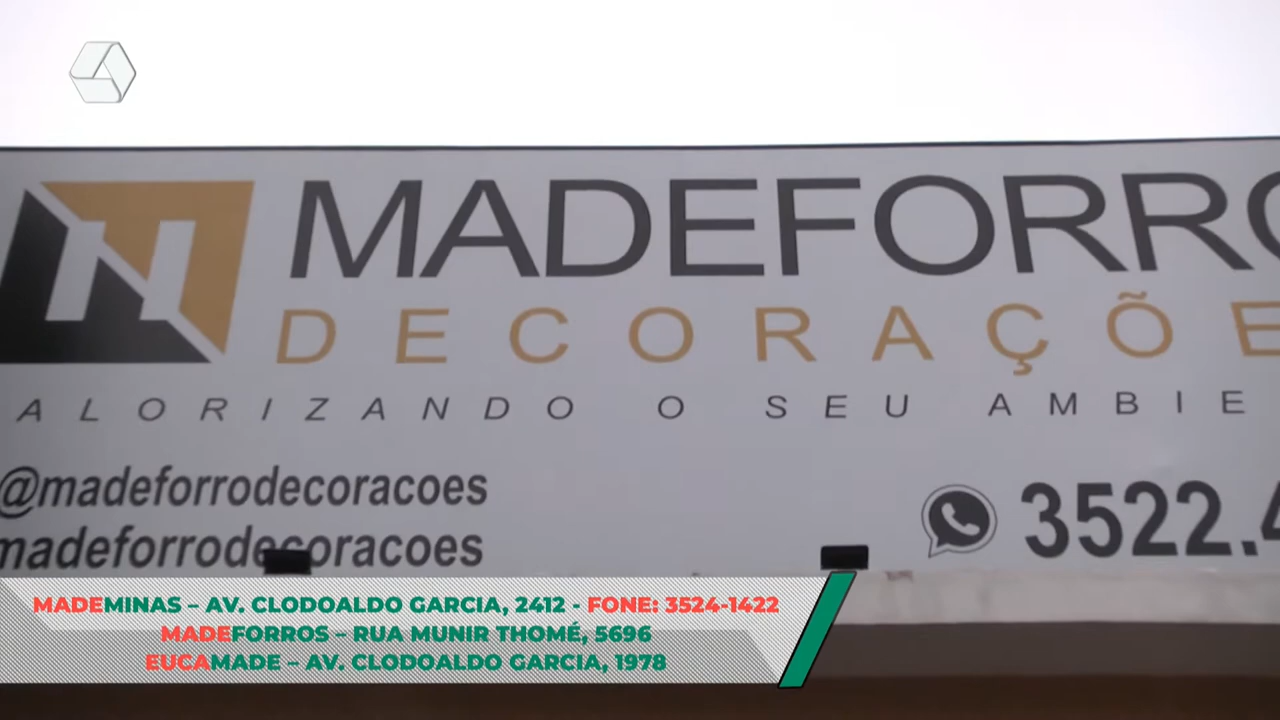 MADEFORRO
DECORAÇÕE
ALORIZANDO O SEU AMBIE
@madeforrodecoracoes
madeforrodecoracoes
3522.4
MADEMINAS – AV. CLODOALDO GARCIA, 2412 - FONE: 3524-1422
MADEFORROS – RUA MUNIR THOMÉ, 5696
EUCAMADE – AV. CLODOALDO GARCIA, 1978